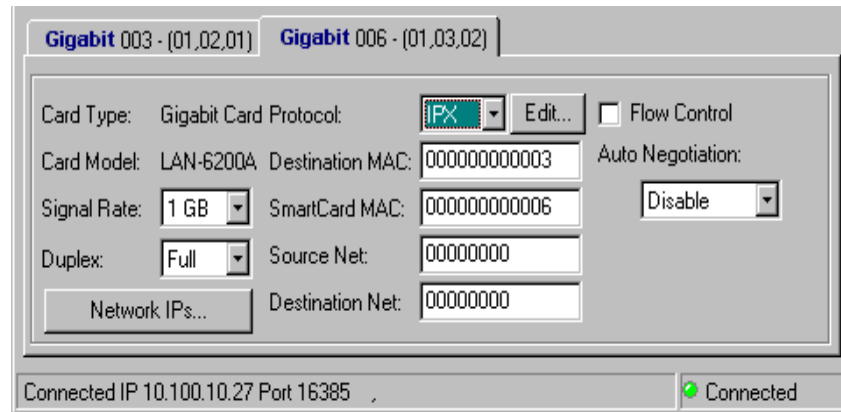 Gigabit 003 - (01,02,01) Gigabit 006 - (01,03,02)
Card Type: Gigabit Card Protocol: IPX Edit... Flow Control
Card Model: LAN-6200A Destination MAC: 000000000003 Auto Negotiation:
Signal Rate: 1 GB SmartCard MAC: 000000000006 Disable
Duplex: Full Source Net: 00000000
Network IPs... Destination Net: 00000000
Connected IP 10.100.10.27 Port 16385 , Connected